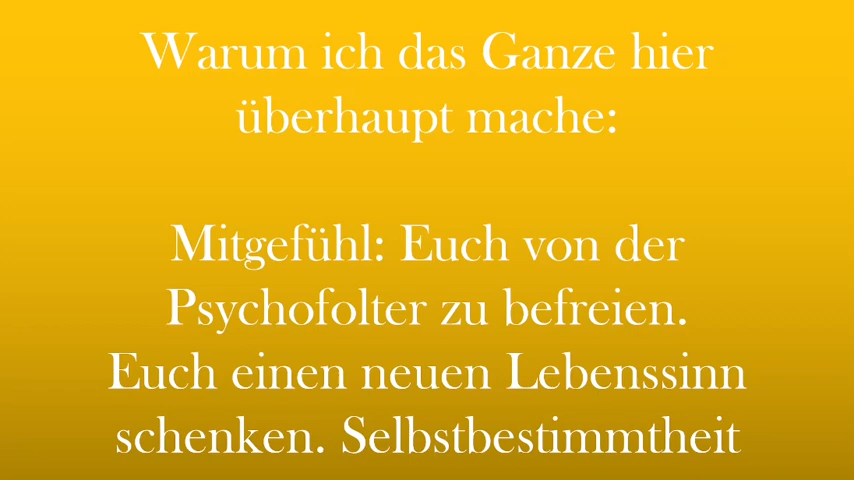 Warum ich das Ganze hier
überhaupt mache:
Mitgefühl: Euch von der
Psychofolter zu befreien.
Euch einen neuen Lebenssinn
schenken. Selbstbestimmtheit